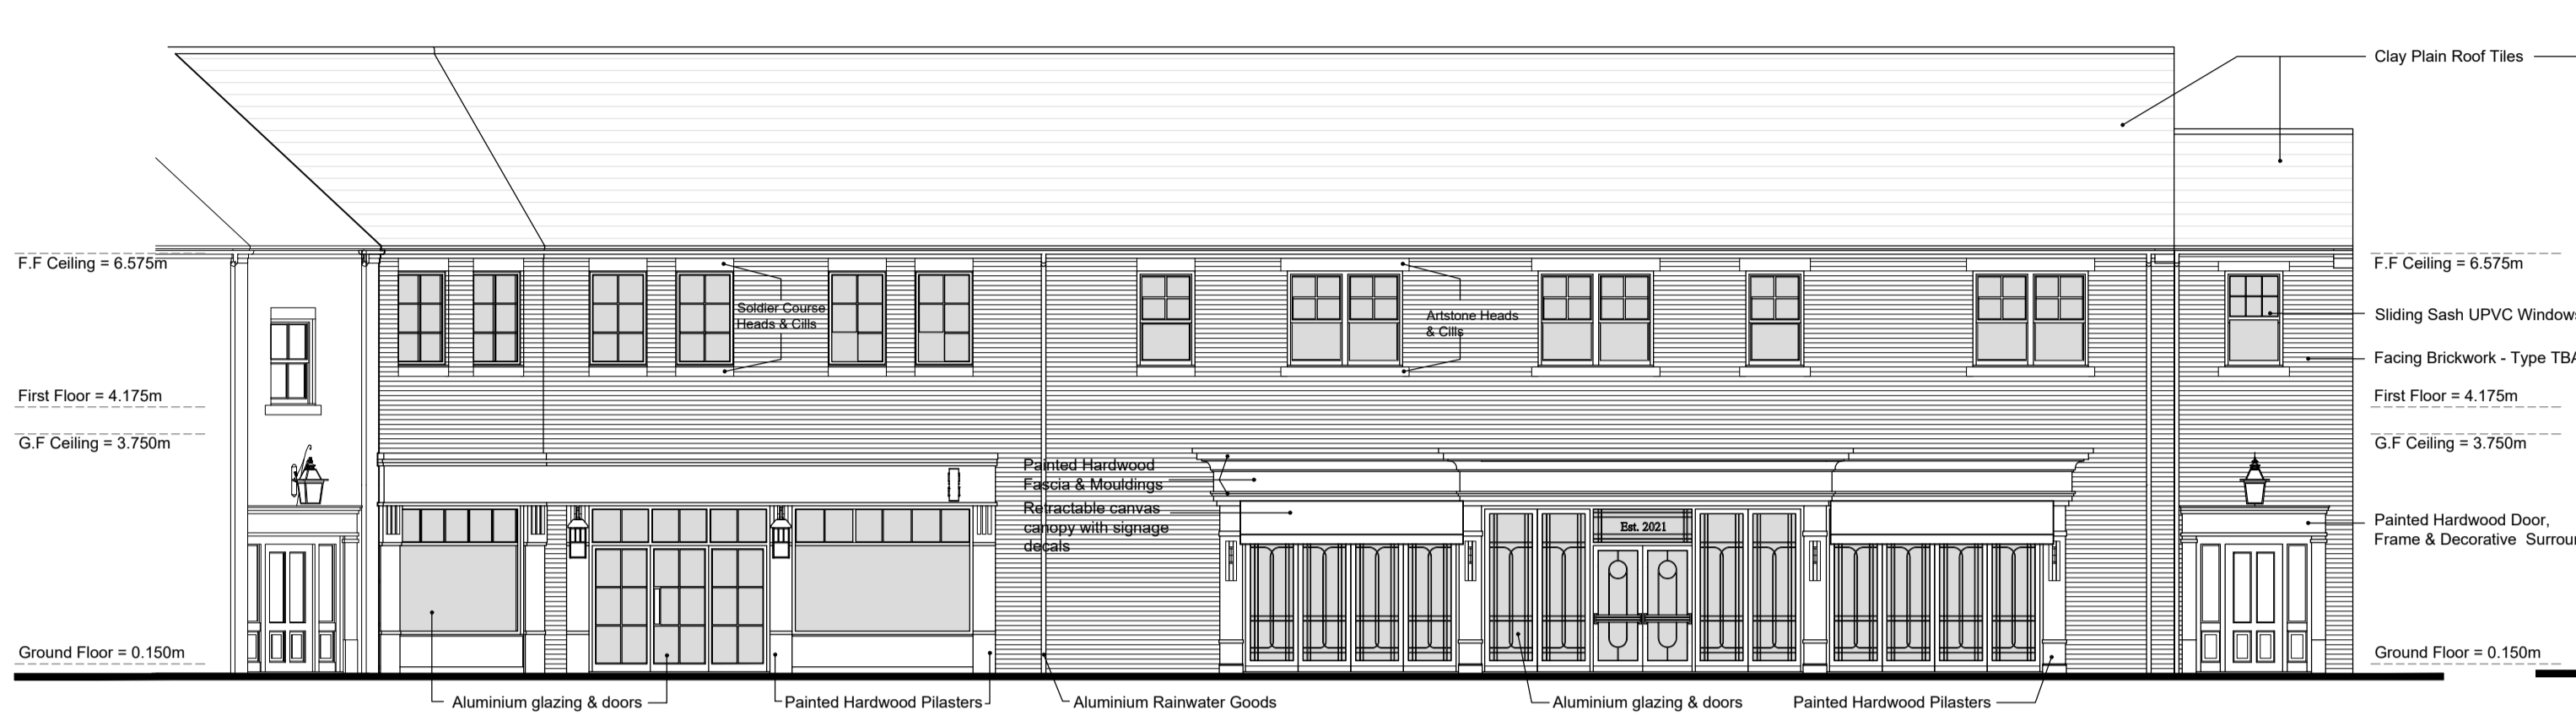 Clay Plain Roof Tiles
F.F Ceiling = 6.575m
F.F Ceiling = 6.575m
Soldier Course
Heads & Cills
Artstone Heads
& Cills
Sliding Sash UPVC Windows
Facing Brickwork - Type TBA
First Floor = 4.175m
First Floor = 4.175m
G.F Ceiling = 3.750m
G.F Ceiling = 3.750m
Painted Hardwood
Fascia & Mouldings
Retractable canvas
canopy with signage
decals
Est. 2021
Painted Hardwood Door,
Frame & Decorative Surrou
Ground Floor = 0.150m
Ground Floor = 0.150m
Aluminium glazing & doors
Painted Hardwood Pilasters
Aluminium Rainwater Goods
Aluminium glazing & doors
Painted Hardwood Pilasters